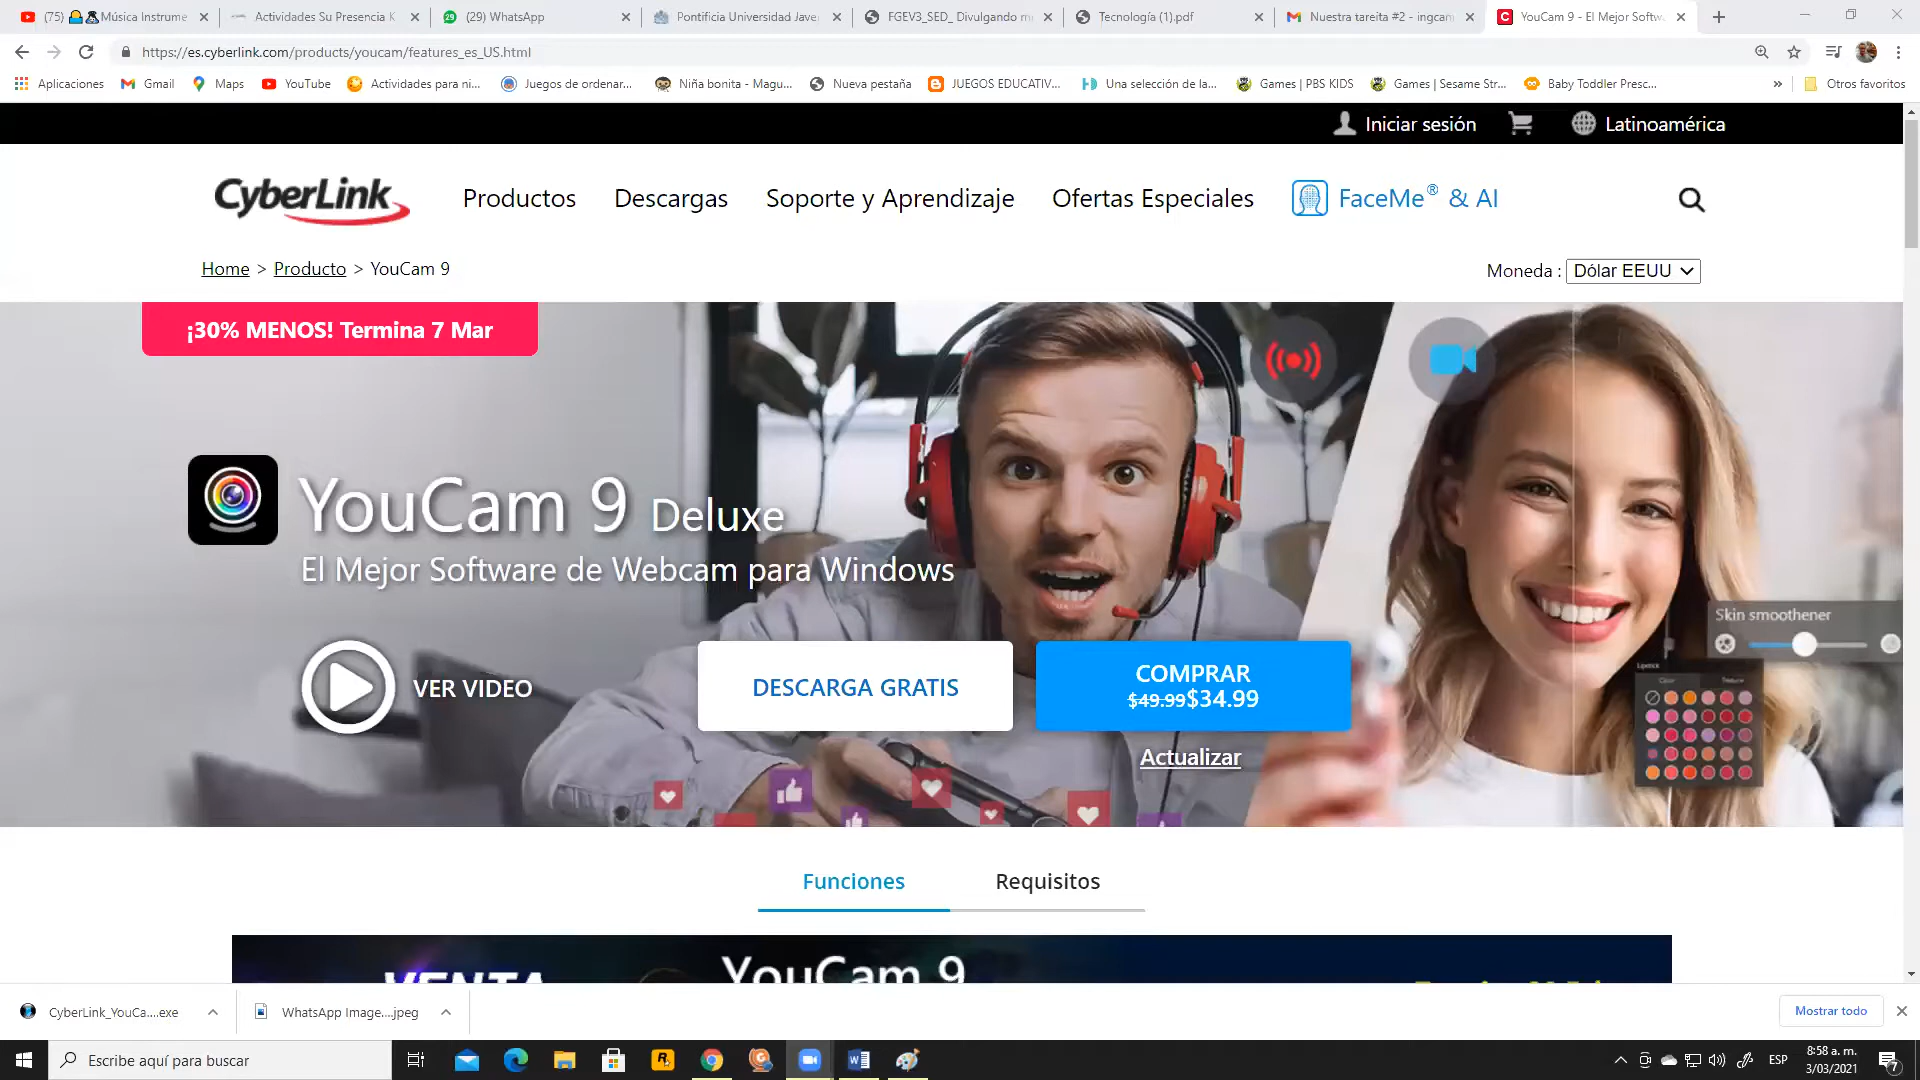 (75) Música Instrume
Actividades Su Presencia K
(29) WhatsApp
Pontificia Universidad Jave
FGEV3_SED_ Divulgando m
Tecnología (1).pdf
Nuestra tareita #2 - ingcam
YouCam 9 - El Mejor Softw
https://es.cyberlink.com/products/youcam/features_es_US.html
Aplicaciones
Gmail
Maps
YouTube
Actividades para ni...
Juegos de ordenar...
Niña bonita - Magu...
Nueva pestaña
JUEGOS EDUCATIV...
Una selección de la...
Games | PBS KIDS
Games | Sesame Str...
Baby Toddler Presc...
»
Otros favoritos
Iniciar sesión
Latinoamérica
CyberLink
Productos
Descargas
Soporte y Aprendizaje
Ofertas Especiales
FaceMe® & AI
Home > Producto > YouCam 9
Moneda : Dólar EEUU
¡30% MENOS! Termina 7 Mar
YouCam 9 Deluxe
El Mejor Software de Webcam para Windows
Skin smoothener
Lipstick
Color
Texture
VER VIDEO
DESCARGA GRATIS
COMPRAR
$49.99$34.99
Actualizar
Funciones
Requisitos
VENTA
YouCam 9
CyberLink_YouCa....exe
WhatsApp Image....jpeg
Mostrar todo
Escribe aquí para buscar
ESP
8:58 a. m.
3/03/2021
7